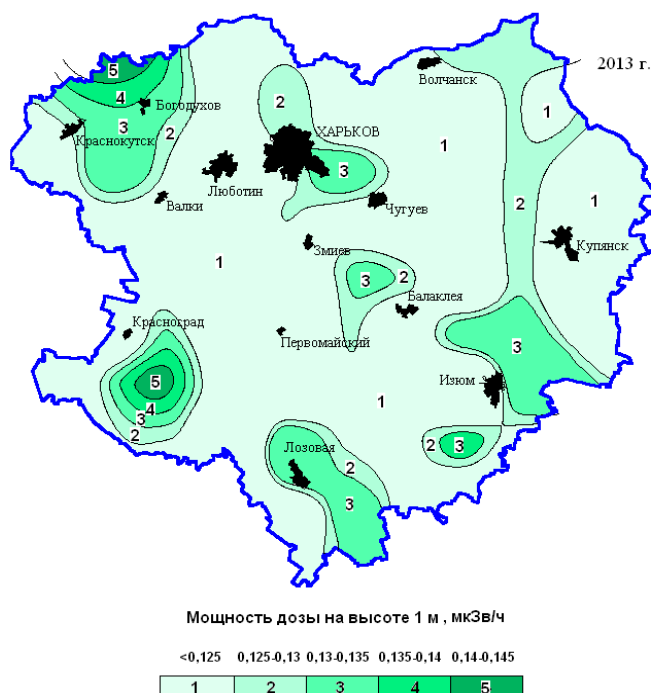 2013 г.
5
Волчанск
4
Богодухов
2
1
3
Краснокутск
2
ХАРЬКОВ
1
Люботин
3
Валки
Чугуев
2
1
Купянск
Змиев
1
3
2
Балаклея
Красноград
Первомайский
3
5
Изюм
4
3
1
2
2
3
Лозовая
2
3
Мощность дозы на высоте 1 м , мкЗв/ч
<0,125 0,125-0,13 0,13-0,135 0,135-0,14 0,14-0,145
1 2 3 4 5